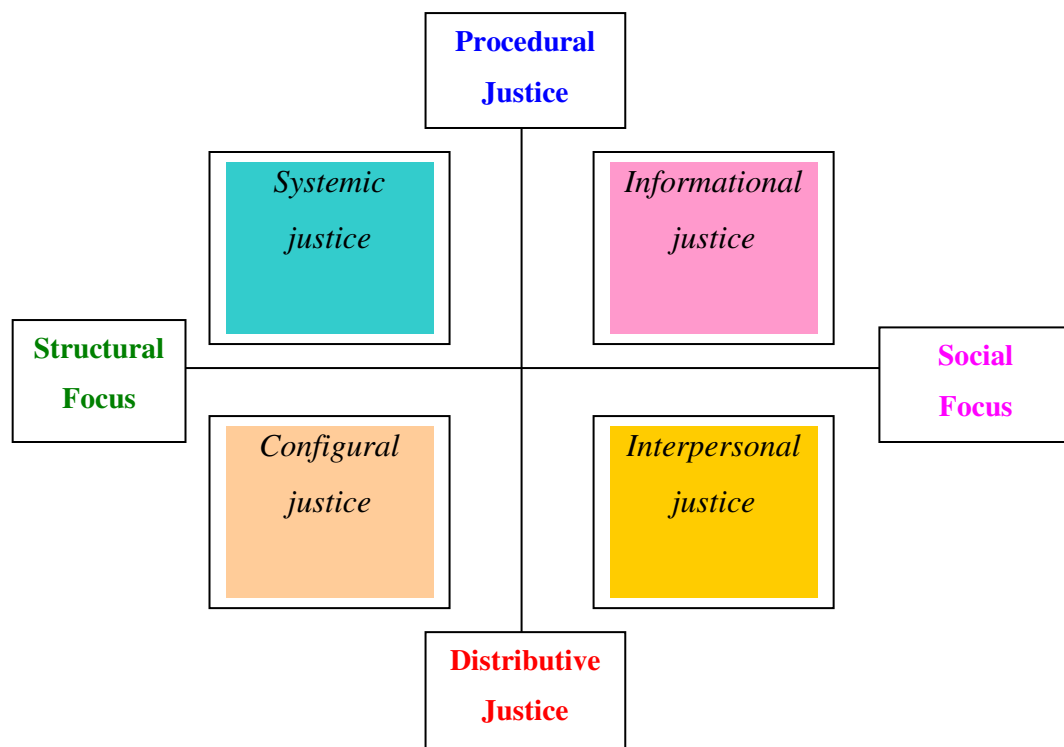 Procedural
Justice
Systemic
justice
Informational
justice
Structural
Focus
Social
Focus
Configural
justice
Interpersonal
justice
Distributive
Justice